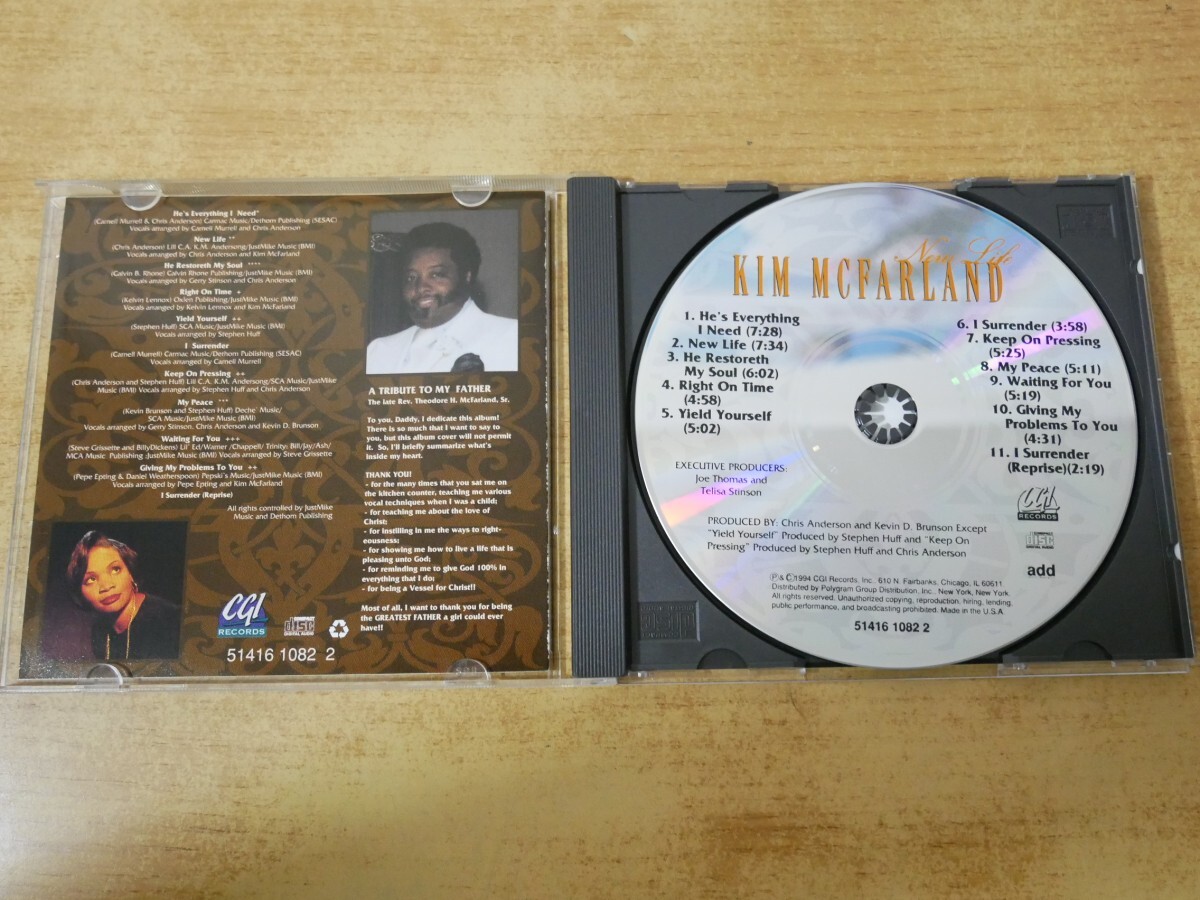 He's Everything I Need*
(Carnell Murrell & Chris Anderson) Carmac Music/Dethom Publishing (SESAC)
Vocals arranged by Carnell Murrell and Chris Anderson
New Life **
(Chris Anderson) Lill C.A. K.M. Andersong/JustMike Music (BMI)
Vocals arranged by Chris Anderson and Kim McFarland
He Restoreth My Soul ****
(Calvin B. Rhone) Calvin Rhone Publishing/JustMike Music (BMI)
Vocals arranged by Gerry Stinson and Chris Anderson
Right On Time +
(Kelvin Lennox) Oxlen Publishing/JustMike Music (BMI)
Vocals arranged by Kelvin Lennox and Kim McFarland
Yield Yourself ++
(Stephen Huff) SCA Music/JustMike Music (BMI)
Vocals arranged by Stephen Huff
I Surrender
(Carnell Murrell) Carmac Music/Dethom Publishing (SESAC)
Vocals arranged by Carnell Murrell
Keep On Pressing ++
(Chris Anderson and Stephen Huff) Lill C.A. K.M. Andersong/SCA Music/JustMike
Music (BMI) Vocals arranged by Stephen Huff and Chris Anderson
My Peace ***
(Kevin Brunson and Stephen Huff) Deche' Music/
SCA Music/JustMike Music (BMI)
Vocals arranged by Gerry Stinson, Chris Anderson and Kevin D. Brunson
Waiting For You +++
(Steve Grissette and BillyDickens) Lil' Ed/Warner /Chappell/ Trinity: Bill/Jay/Ash/
MCA Music Publishing :JustMike Music (BMI) Vocals arranged by Steve Grissette
Giving My Problems To You ++
(Pepe Epting & Daniel Weatherspoon) Pepski's Music/JustMike Music (BMI)
Vocals arranged by Pepe Epting and Kim McFarland
I Surrender (Reprise)
All rights controlled by JustMike
Music and Dethom Publishing
CGI
RECORDS
COMPACT
disc
DIGITAL AUDIO
51416 1082 2
A TRIBUTE TO MY FATHER
The late Rev. Theodore H. McFarland, Sr.
To you, Daddy, I dedicate this album!
There is so much that I want to say to
you, but this album cover will not permit
it. So, I'll briefly summarize what's
inside my heart.
THANK YOU!
- for the many times that you sat me on
the kitchen counter, teaching me various
vocal techniques when I was a child;
- for teaching me about the love of
Christ;
- for instilling in me the ways to right-
eousness;
- for showing me how to live a life that is
pleasing unto God;
- for reminding me to give God 100% in
everything that I do;
- for being a Vessel for Christ!!
Most of all, I want to thank you for being
the GREATEST FATHER a girl could ever
have!!
New Life
KIM MCFARLAND
1. He's Everything
I Need (7:28)
2. New Life (7:34)
3. He Restoreth
My Soul (6:02)
4. Right On Time
(4:58)
5. Yield Yourself
(5:02)
6. I Surrender (3:58)
7. Keep On Pressing
(5:25)
8. My Peace (5:11)
9. Waiting For You
(5:19)
10. Giving My
Problems To You
(4:31)
11. I Surrender
(Reprise)(2:19)
EXECUTIVE PRODUCERS:
Joe Thomas and
Telisa Stinson
CGI
RECORDS
COMPACT
disc
DIGITAL AUDIO
PRODUCED BY: Chris Anderson and Kevin D. Brunson Except
"Yield Yourself" Produced by Stephen Huff and "Keep On
Pressing" Produced by Stephen Huff and Chris Anderson
add
℗&©1994 CGI Records, Inc. 610 N. Fairbanks, Chicago, IL 60611.
Distributed by Polygram Group Distribution, Inc., New York, New York.
All rights reserved. Unauthorized copying, reproduction, hiring, lending,
public performance, and broadcasting prohibited. Made in the U.S.A.
51416 1082 2